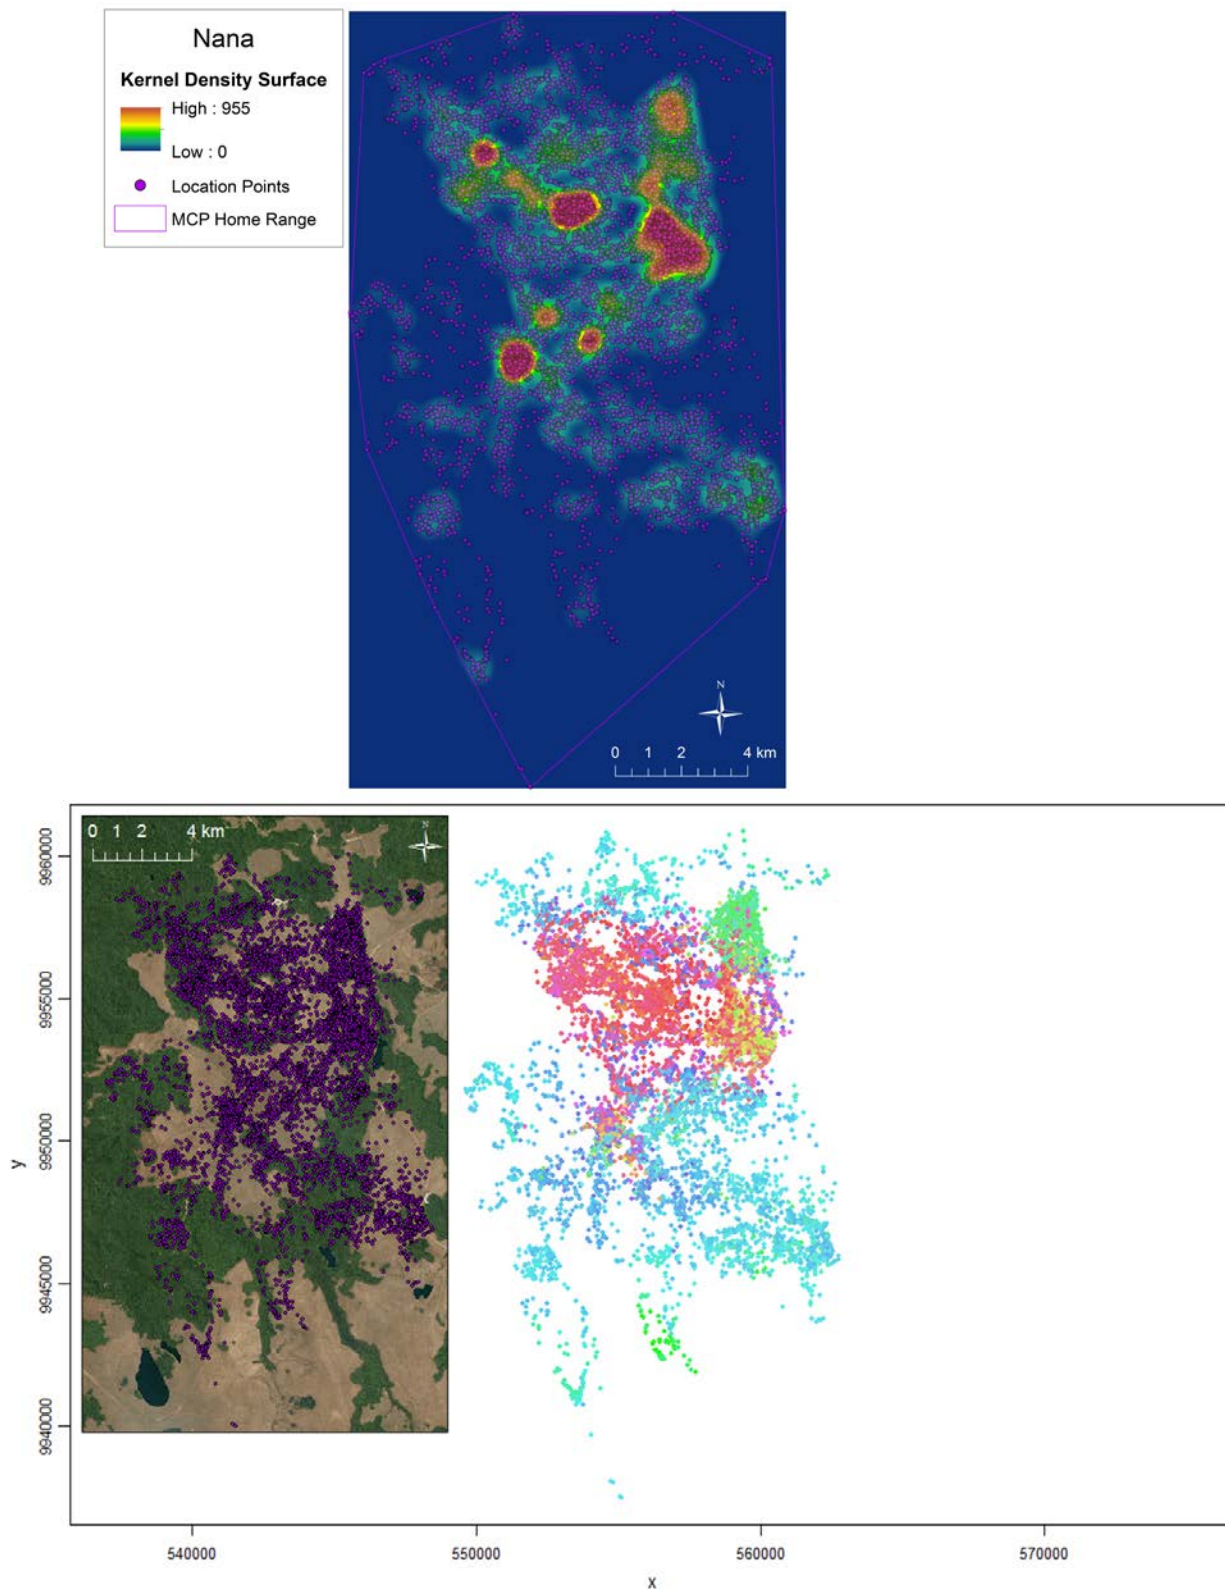 Nana
Kernel Density Surface
High : 955
Low : 0
Location Points
MCP Home Range
N
0 1 2 4 km
0 1 2 4 km
N
9960000
9955000
9950000
9945000
9940000
y
540000 550000 560000 570000
x